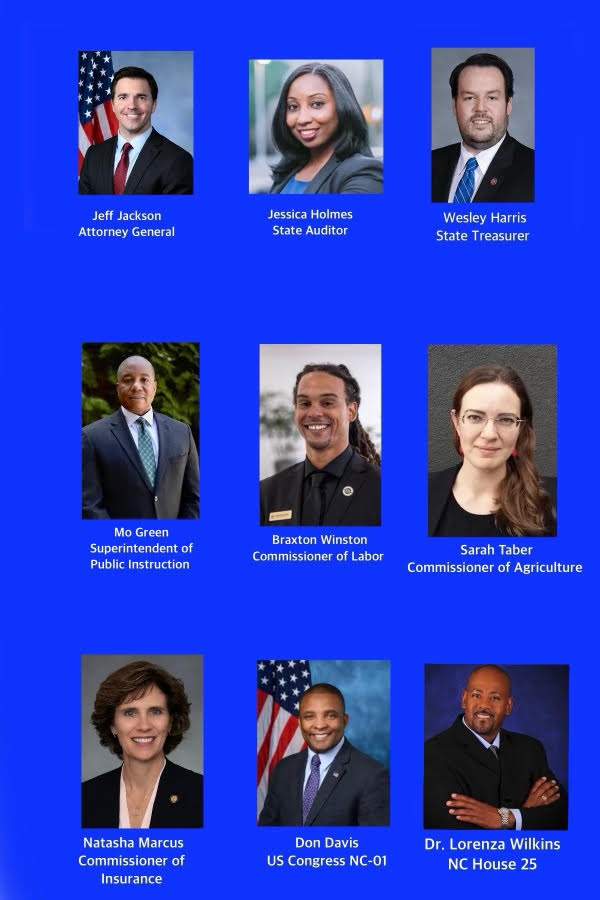 Jeff Jackson
Attorney General
Jessica Holmes
State Auditor
Wesley Harris
State Treasurer
Mo Green
Superintendent of
Public Instruction
Braxton Winston
Commissioner of Labor
Sarah Taber
Commissioner of Agriculture
Natasha Marcus
Commissioner of
Insurance
Don Davis
US Congress NC-01
Dr. Lorenza Wilkins
NC House 25